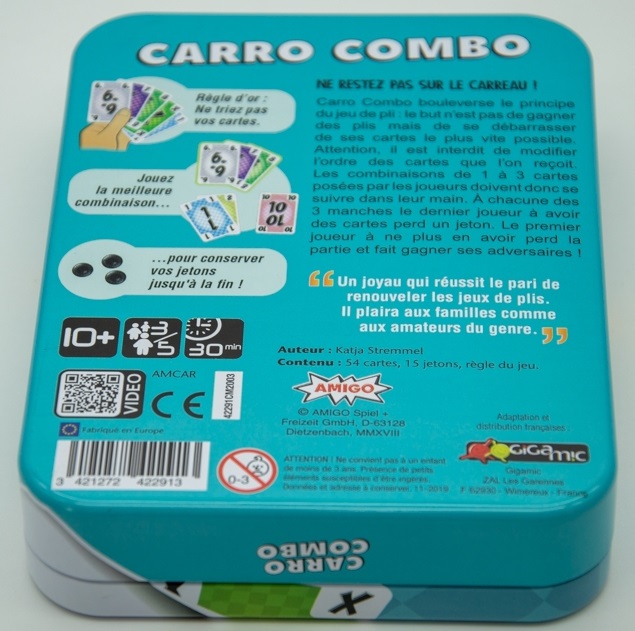 CARRO COMBO
Règle d'or :
Ne triez pas
vos cartes.
Jouez
la meilleure
combinaison...
...pour conserver
vos jetons
jusqu'à la fin !
NE RESTEZ PAS SUR LE CARREAU !
Carro Combo bouleverse le principe
du jeu de pli : le but n'est pas de gagner
des plis mais de se débarrasser
de ses cartes le plus vite possible.
Attention, il est interdit de modifier
l'ordre des cartes que l'on reçoit.
Les combinaisons de 1 à 3 cartes
posées par les joueurs doivent donc se
suivre dans leur main. À chacune des
3 manches le dernier joueur à avoir
des cartes perd un jeton. Le premier
joueur à ne plus en avoir perd la
partie et fait gagner ses adversaires !
“Un joyau qui réussit le pari de
renouveler les jeux de plis.
Il plaira aux familles comme
aux amateurs du genre.”
Auteur : Katja Stremmel
Contenu : 54 cartes, 15 jetons, règle du jeu.
10+
3/5
30 min
VIDEO
AMCAR
CE
42291CM2003
Fabriqué en Europe
3 421272 422913
0-3
AMIGO
© AMIGO Spiel +
Freizeit GmbH, D-63128
Dietzenbach, MMXVIII
ATTENTION ! Ne convient pas à un enfant
de moins de 3 ans. Présence de petits
éléments susceptibles d'être ingérés.
Données et adresse à conserver. 11-2019
Adaptation et
distribution françaises :
GIGAMIC
Gigamic
ZAL Les Garennes
F 62930 - Wimereux - France
CARRO
COMBO